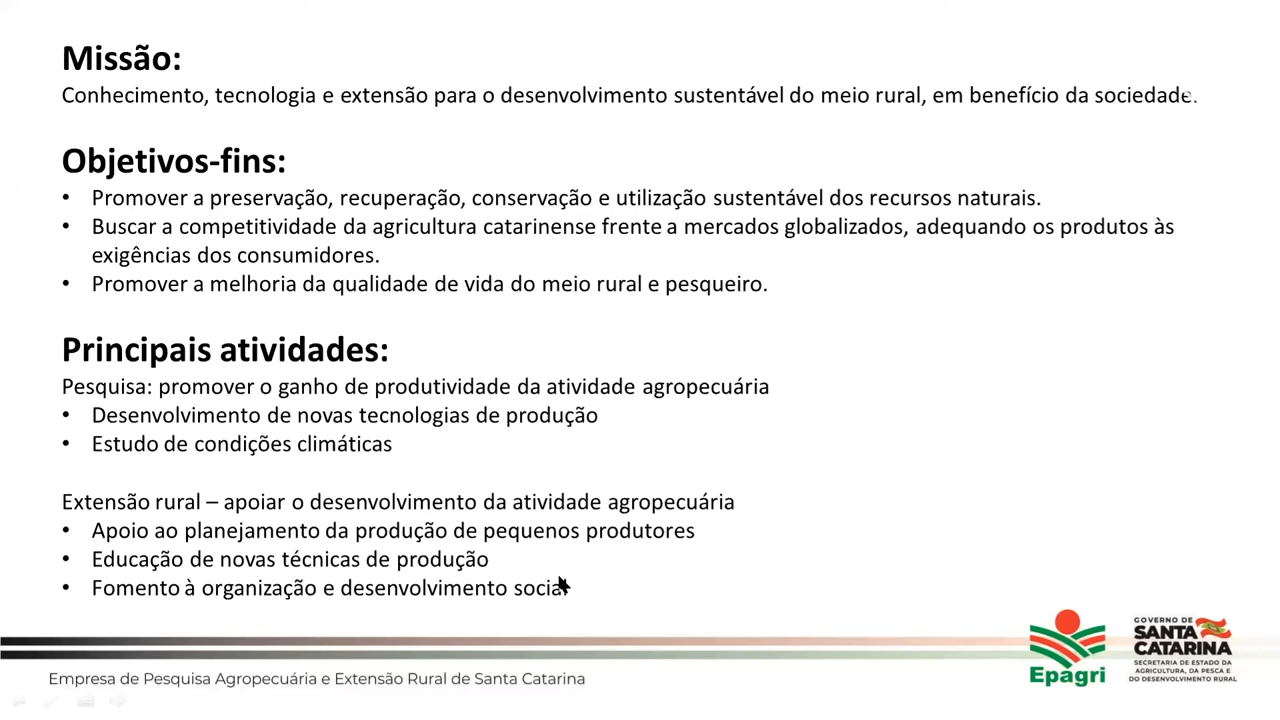 Missão:
Conhecimento, tecnologia e extensão para o desenvolvimento sustentável do meio rural, em benefício da sociedade.
Objetivos-fins:
• Promover a preservação, recuperação, conservação e utilização sustentável dos recursos naturais.
• Buscar a competitividade da agricultura catarinense frente a mercados globalizados, adequando os produtos às
exigências dos consumidores.
• Promover a melhoria da qualidade de vida do meio rural e pesqueiro.
Principais atividades:
Pesquisa: promover o ganho de produtividade da atividade agropecuária
• Desenvolvimento de novas tecnologias de produção
• Estudo de condições climáticas
Extensão rural – apoiar o desenvolvimento da atividade agropecuária
• Apoio ao planejamento da produção de pequenos produtores
• Educação de novas técnicas de produção
• Fomento à organização e desenvolvimento social
Empresa de Pesquisa Agropecuária e Extensão Rural de Santa Catarina
Epagri
GOVERNO DE
SANTA
CATARINA
SECRETARIA DE ESTADO DA
AGRICULTURA, DA PESCA E
DO DESENVOLVIMENTO RURAL